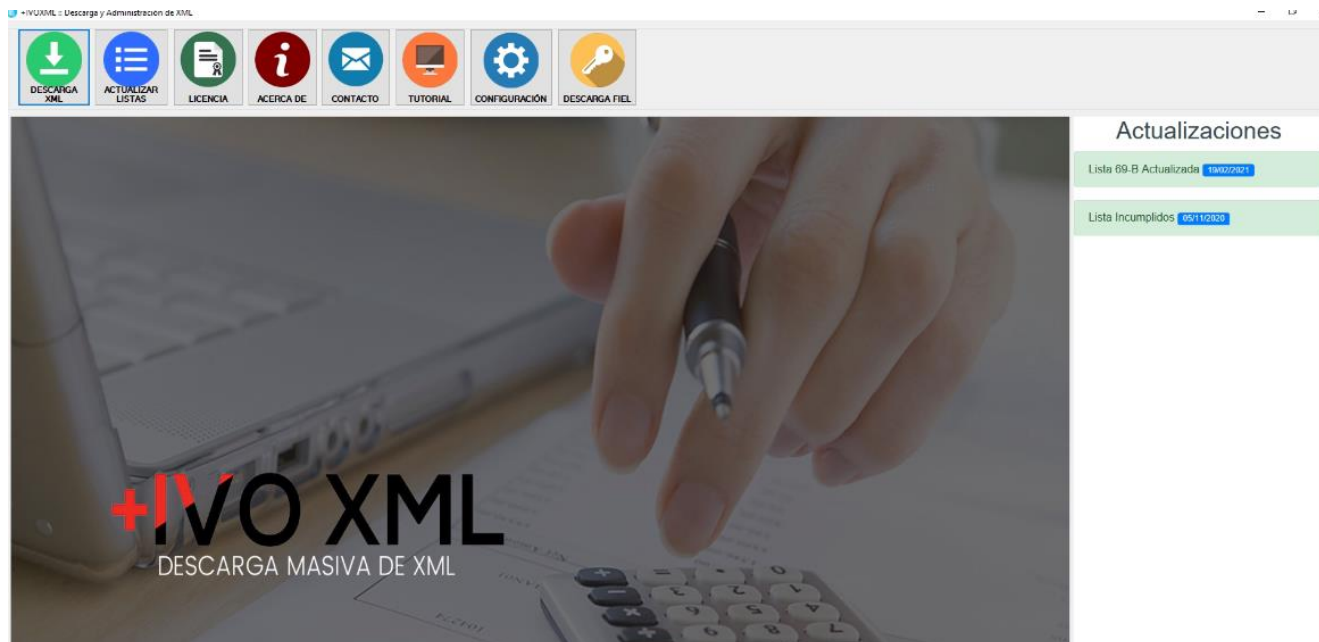 +IVOXML :: Descarga y Administración de XML
DESCARGA XML
ACTUALIZAR LISTAS
LICENCIA
ACERCA DE
CONTACTO
TUTORIAL
CONFIGURACIÓN
DESCARGA FIEL
Actualizaciones
Lista 69-B Actualizada 19/02/2021
Lista Incumplidos 05/11/2020
+IVO XML
DESCARGA MASIVA DE XML